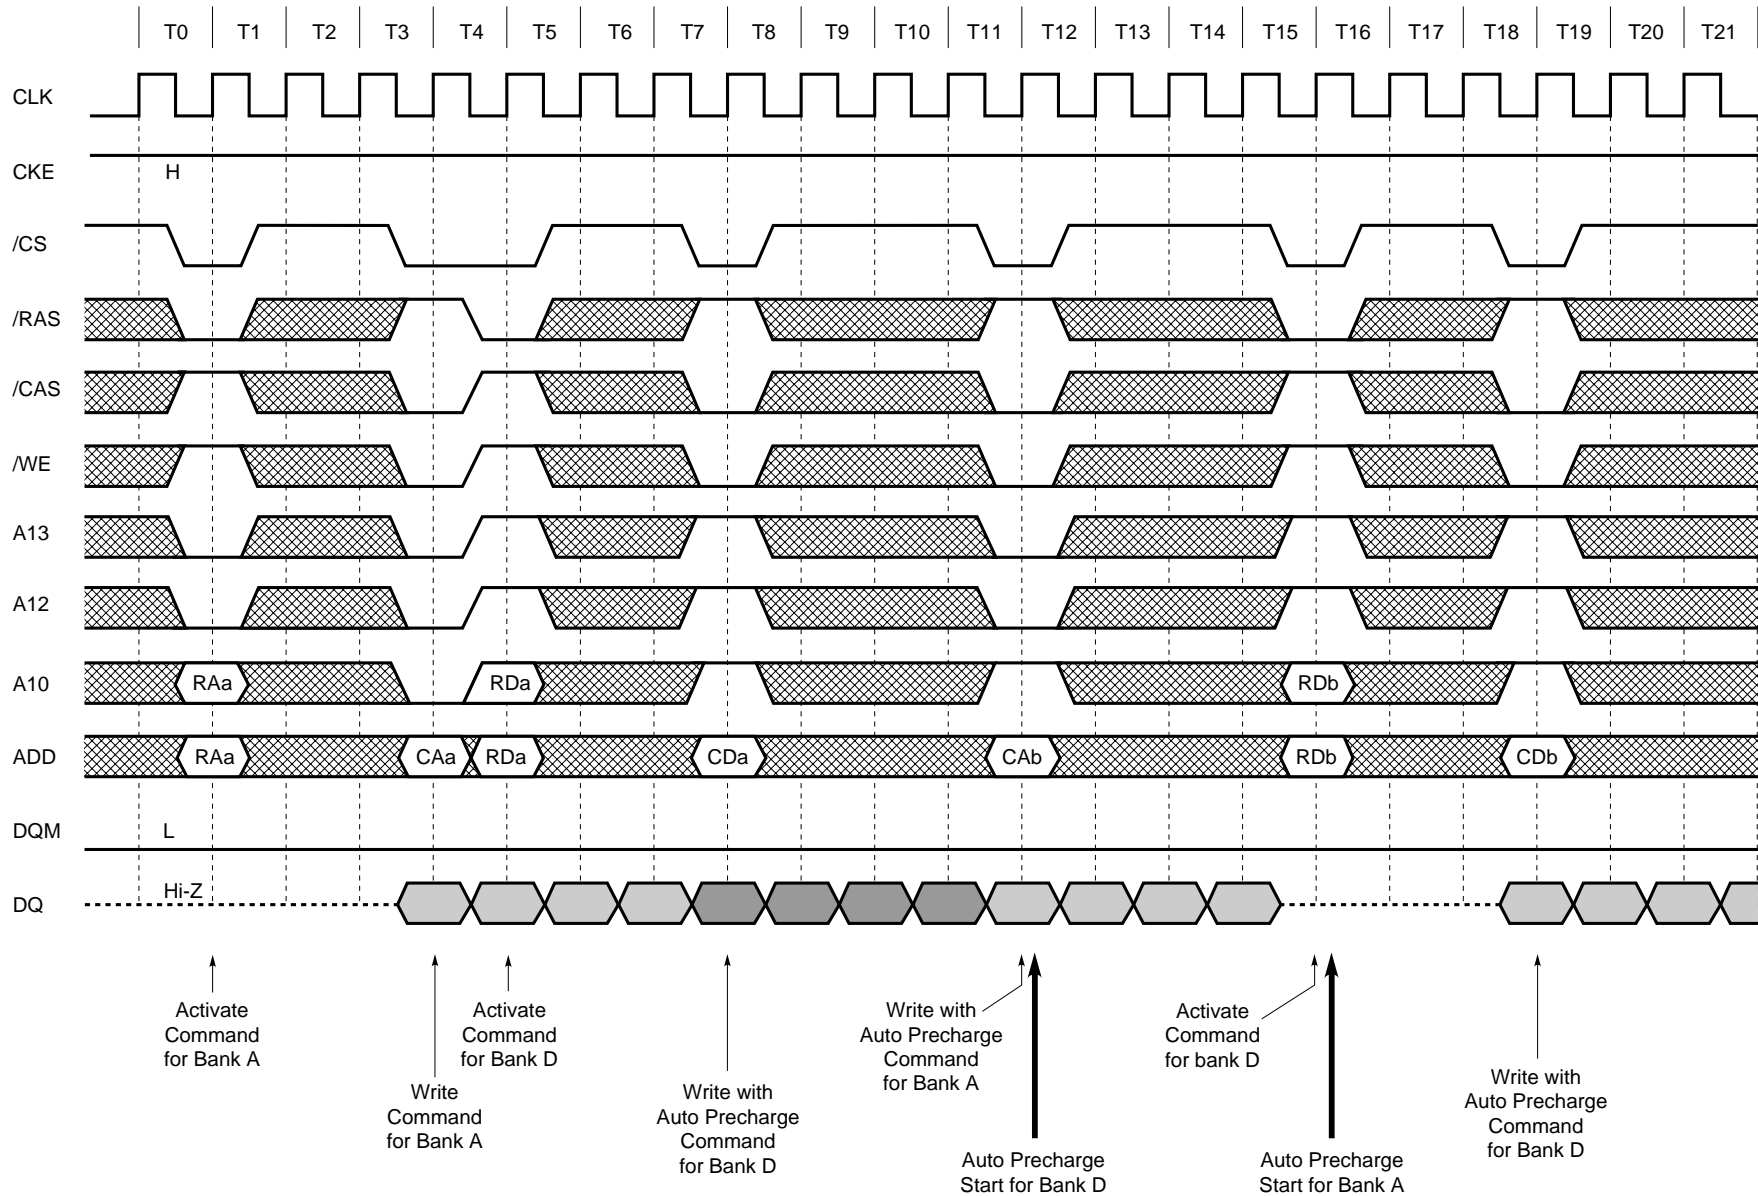 T0 T1 T2 T3 T4 T5 T6 T7 T8 T9 T10 T11 T12 T13 T14 T15 T16 T17 T18 T19 T20 T21
CLK
CKE H
/CS
/RAS
/CAS
/WE
A13
A12
A10 RAa RDa RDb
ADD RAa CAa RDa CDa CAb RDb CDb
DQM L
DQ Hi-Z
Activate
Command
for Bank A
Write
Command
for Bank A
Activate
Command
for Bank D
Write with
Auto Precharge
Command
for Bank D
Write with
Auto Precharge
Command
for Bank A
Auto Precharge
Start for Bank D
Activate
Command
for bank D
Auto Precharge
Start for Bank A
Write with
Auto Precharge
Command
for Bank D